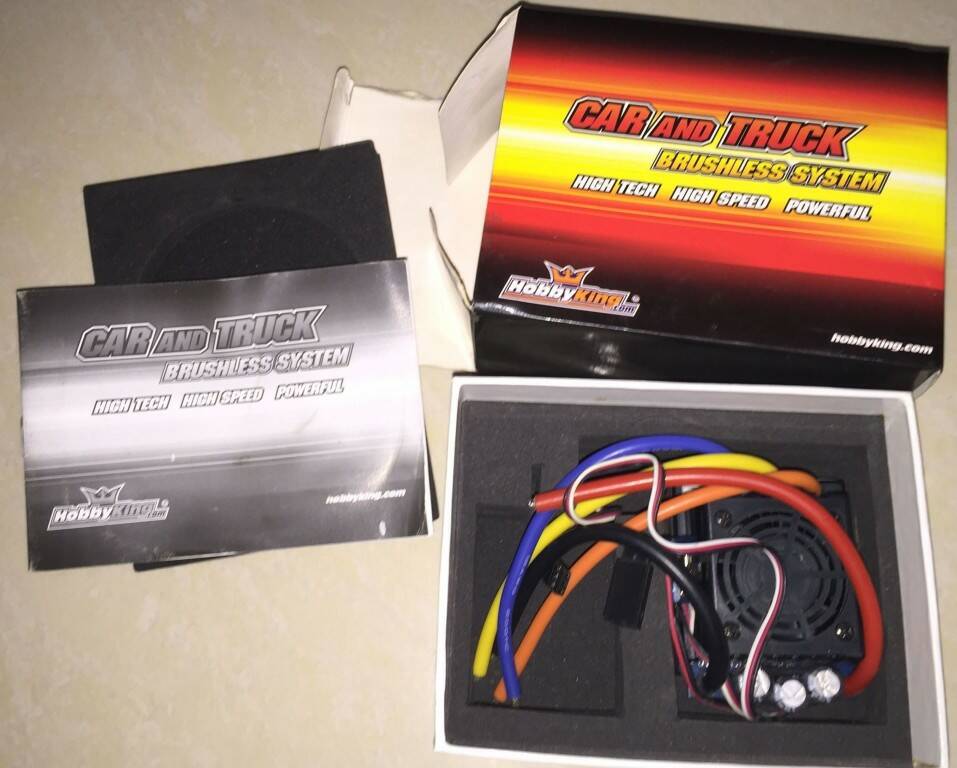 CAR AND TRUCK
BRUSHLESS SYSTEM
HIGH TECH HIGH SPEED POWERFUL
HobbyKing®
.com
hobbyking.com
CAR AND TRUCK
BRUSHLESS SYSTEM
HIGH TECH HIGH SPEED POWERFUL
HobbyKing®
.com
hobbyking.com